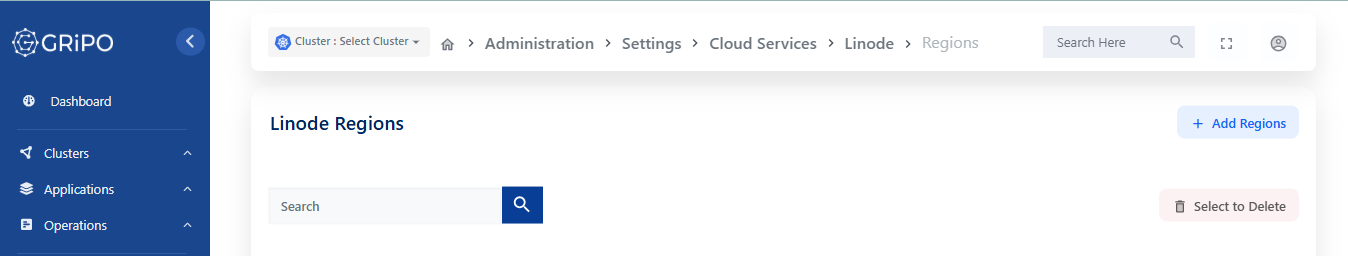 GRiPO
Dashboard
Clusters
Applications
Operations
Cluster : Select Cluster
Administration
Settings
Cloud Services
Linode
Regions
Search Here
Linode Regions
+ Add Regions
Search
Select to Delete